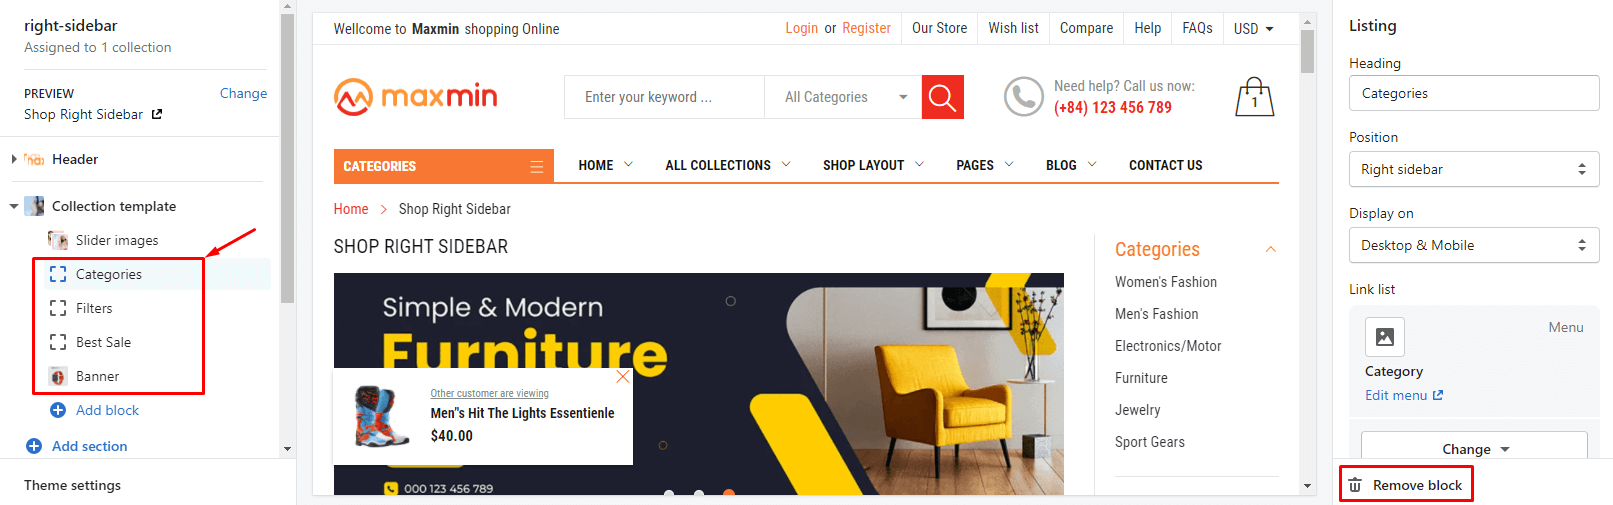 right-sidebar
Assigned to 1 collection
PREVIEW
Change
Shop Right Sidebar
Header
Collection template
Slider images
Categories
Filters
Best Sale
Banner
Add block
Add section
Theme settings
Wellcome to Maxmin shopping Online
Login or Register
Our Store
Wish list
Compare
Help
FAQs
USD
maxmin
Enter your keyword ...
All Categories
Need help? Call us now:
(+84) 123 456 789
1
CATEGORIES
HOME
ALL COLLECTIONS
SHOP LAYOUT
PAGES
BLOG
CONTACT US
Home > Shop Right Sidebar
SHOP RIGHT SIDEBAR
Simple & Modern
Furniture
Other customer are viewing
Men"s Hit The Lights Essentienle
$40.00
000 123 456 789
Categories
Women's Fashion
Men's Fashion
Electronics/Motor
Furniture
Jewelry
Sport Gears
Listing
Heading
Categories
Position
Right sidebar
Display on
Desktop & Mobile
Link list
Menu
Category
Edit menu
Change
Remove block